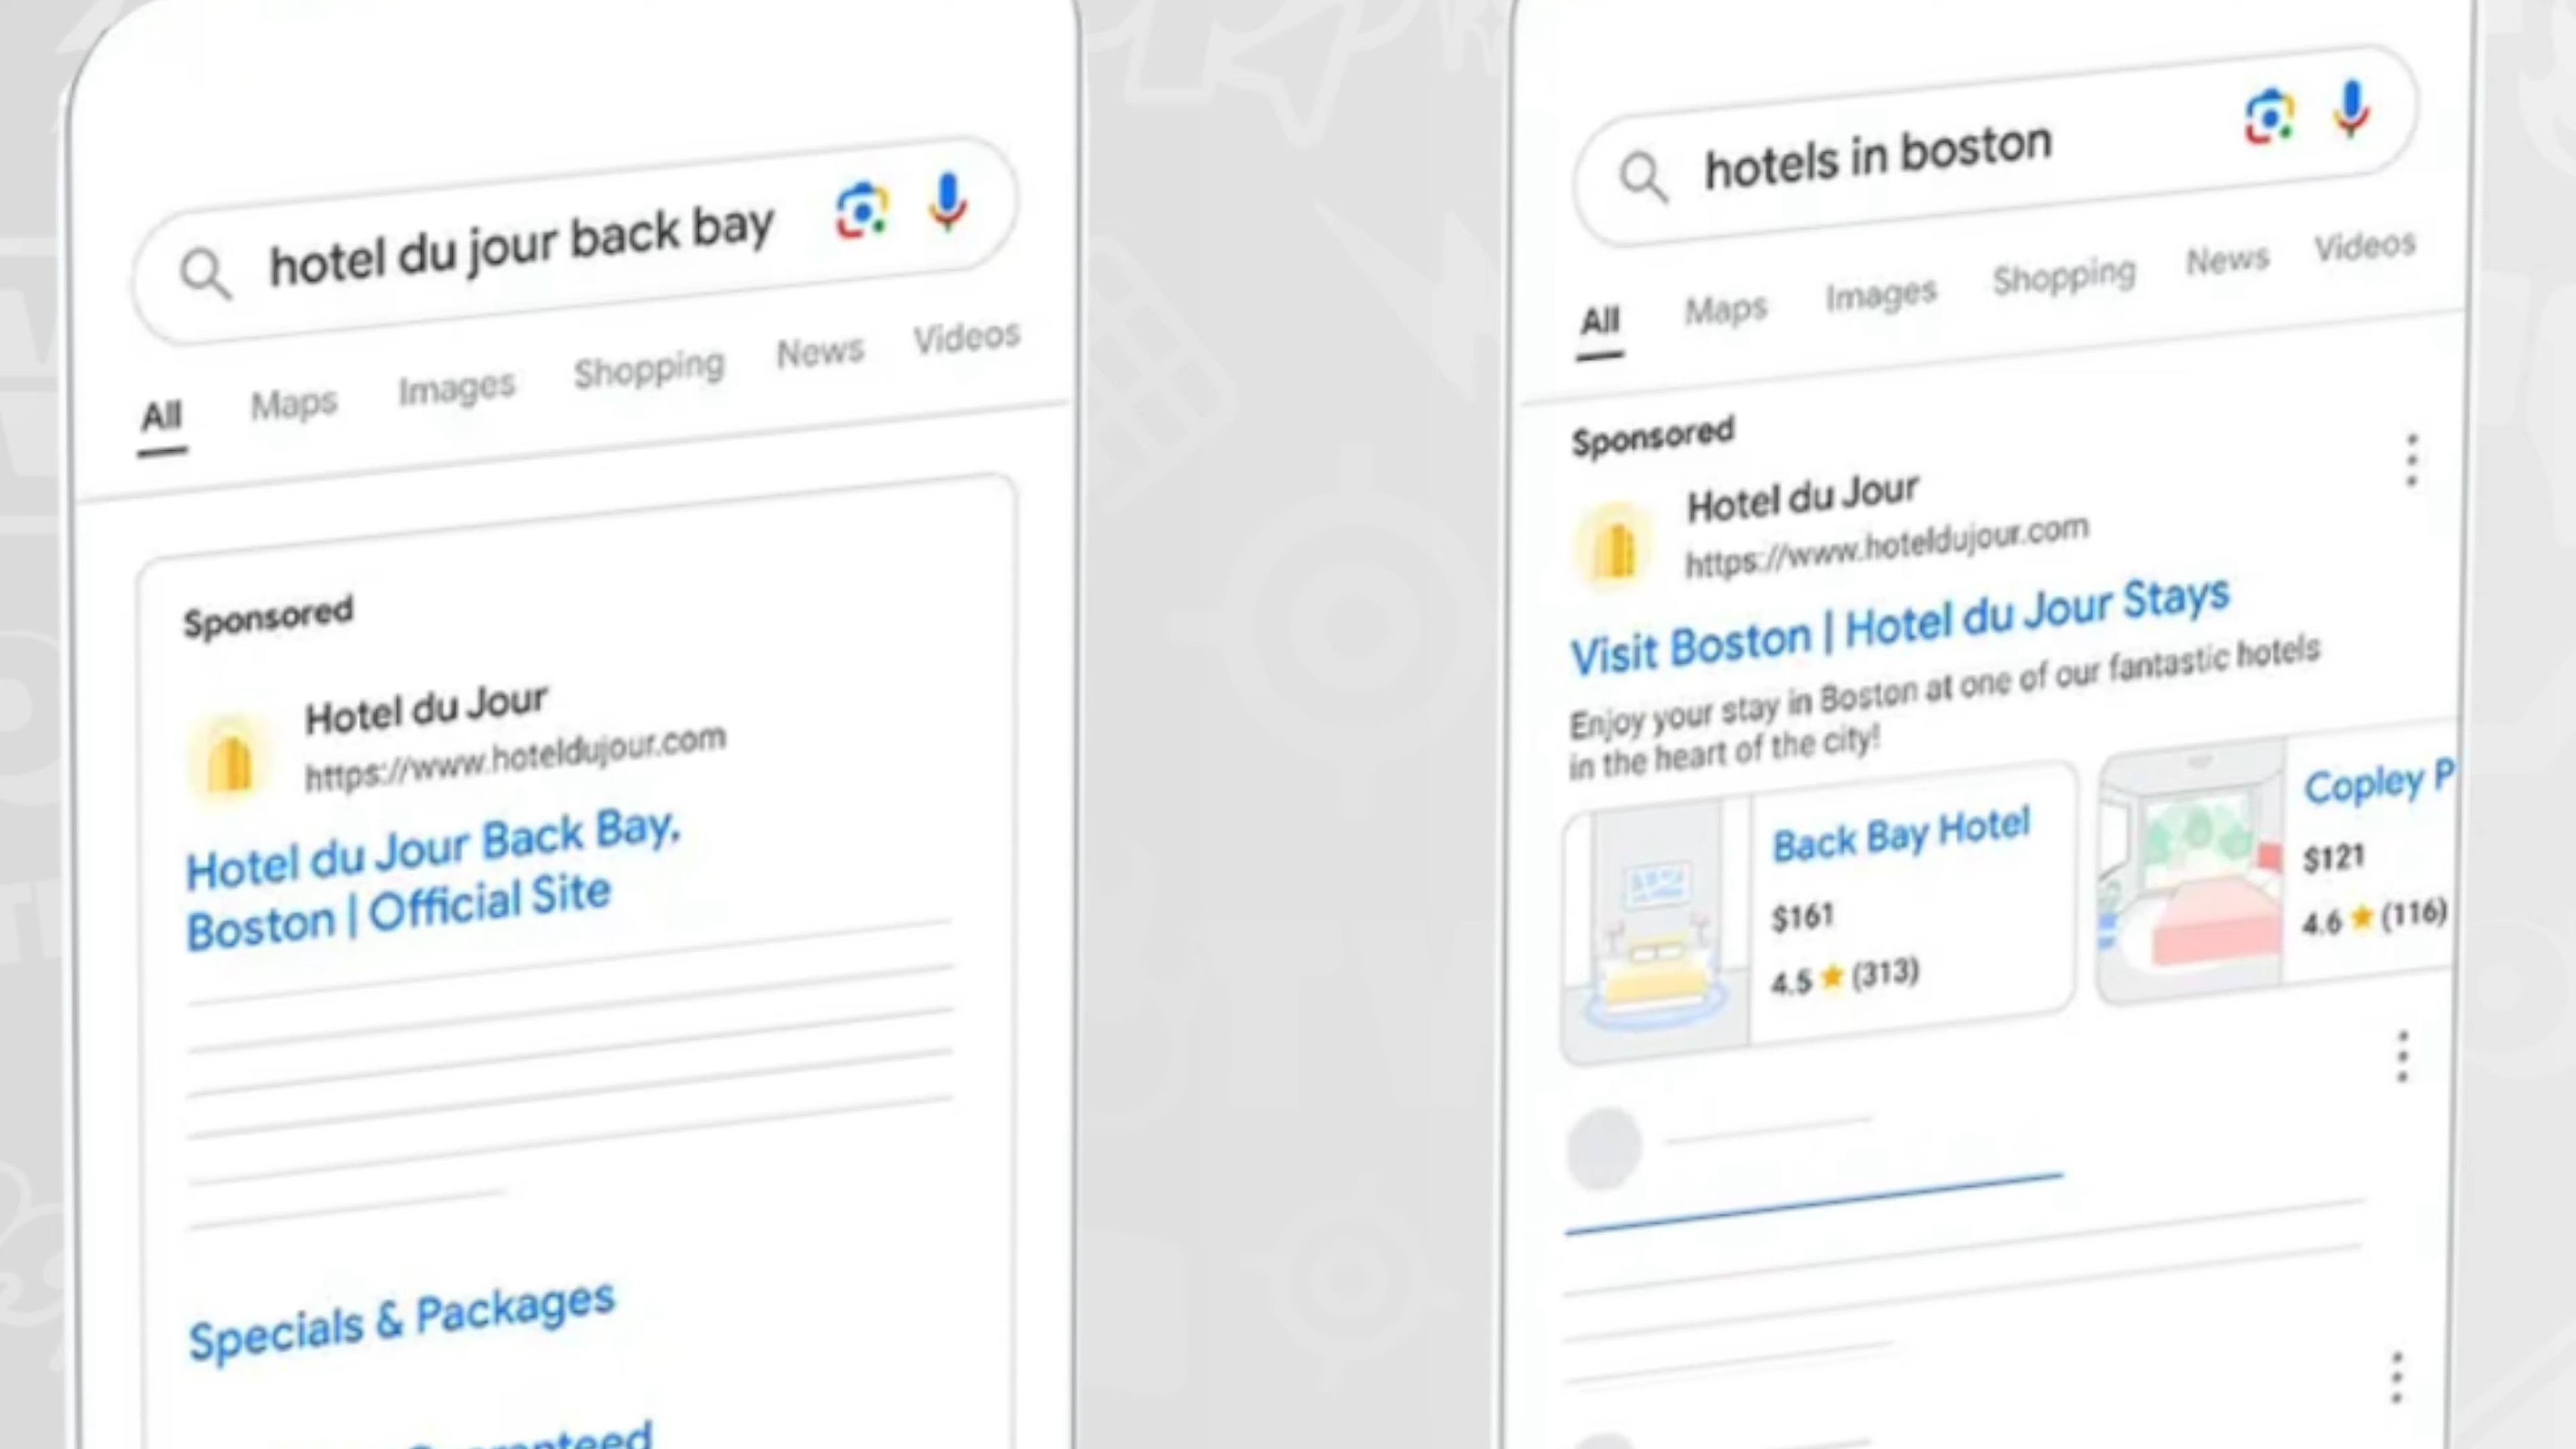 hotel du jour back bay
All Maps Images Shopping News Videos
Sponsored
Hotel du Jour
https://www.hoteldujour.com
Hotel du Jour Back Bay,
Boston | Official Site
Specials & Packages
hotels in boston
All Maps Images Shopping News Videos
Sponsored
Hotel du Jour
https://www.hoteldujour.com
Visit Boston | Hotel du Jour Stays
Enjoy your stay in Boston at one of our fantastic hotels
in the heart of the city!
Back Bay Hotel
$161
4.5 ★ (313)
Copley P
$121
4.6 ★ (116)